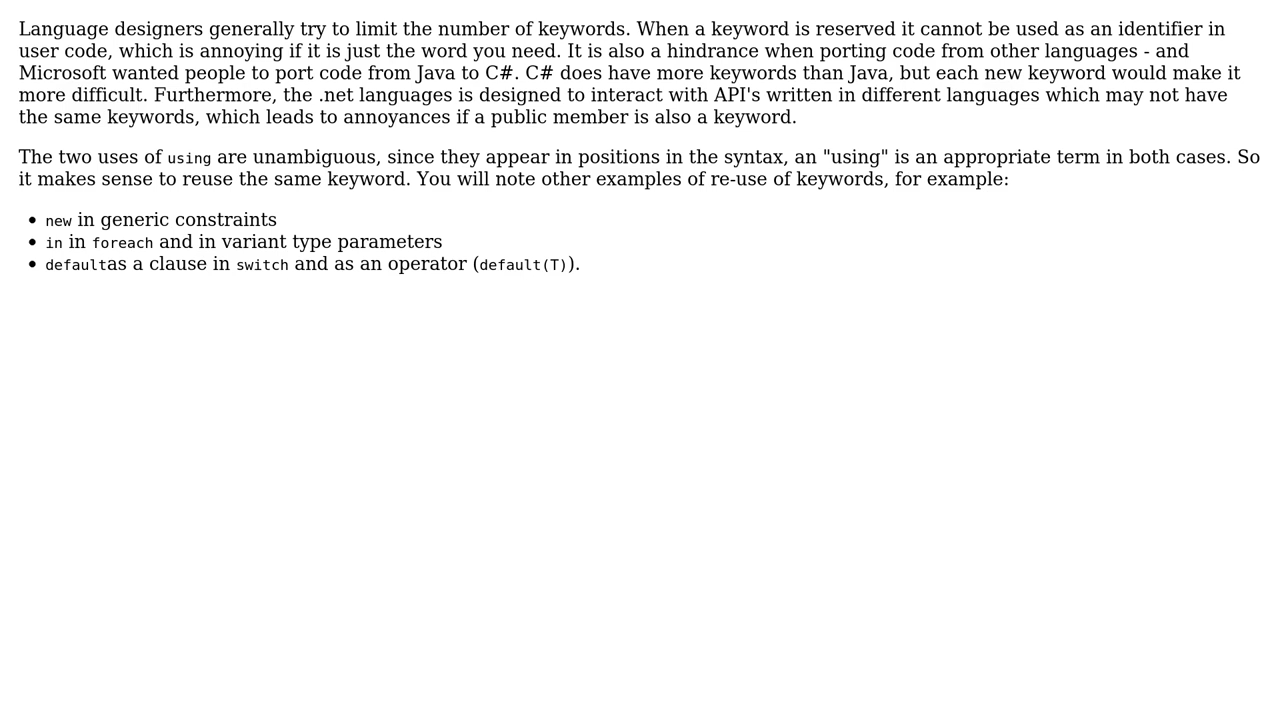 Language designers generally try to limit the number of keywords. When a keyword is reserved it cannot be used as an identifier in
user code, which is annoying if it is just the word you need. It is also a hindrance when porting code from other languages - and
Microsoft wanted people to port code from Java to C#. C# does have more keywords than Java, but each new keyword would make it
more difficult. Furthermore, the .net languages is designed to interact with API's written in different languages which may not have
the same keywords, which leads to annoyances if a public member is also a keyword.
The two uses of using are unambiguous, since they appear in positions in the syntax, an "using" is an appropriate term in both cases. So
it makes sense to reuse the same keyword. You will note other examples of re-use of keywords, for example:
• new in generic constraints
• in in foreach and in variant type parameters
• defaultas a clause in switch and as an operator (default(T)).